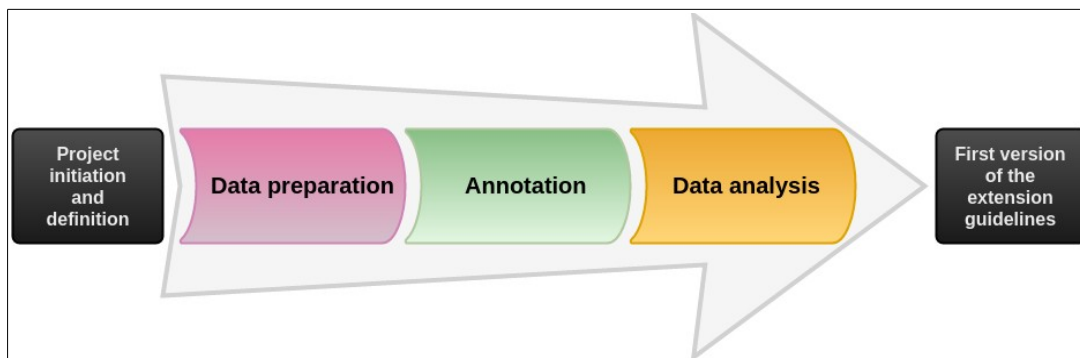 Project
initiation
and
definition
Data preparation
Annotation
Data analysis
First version
of the
extension
guidelines